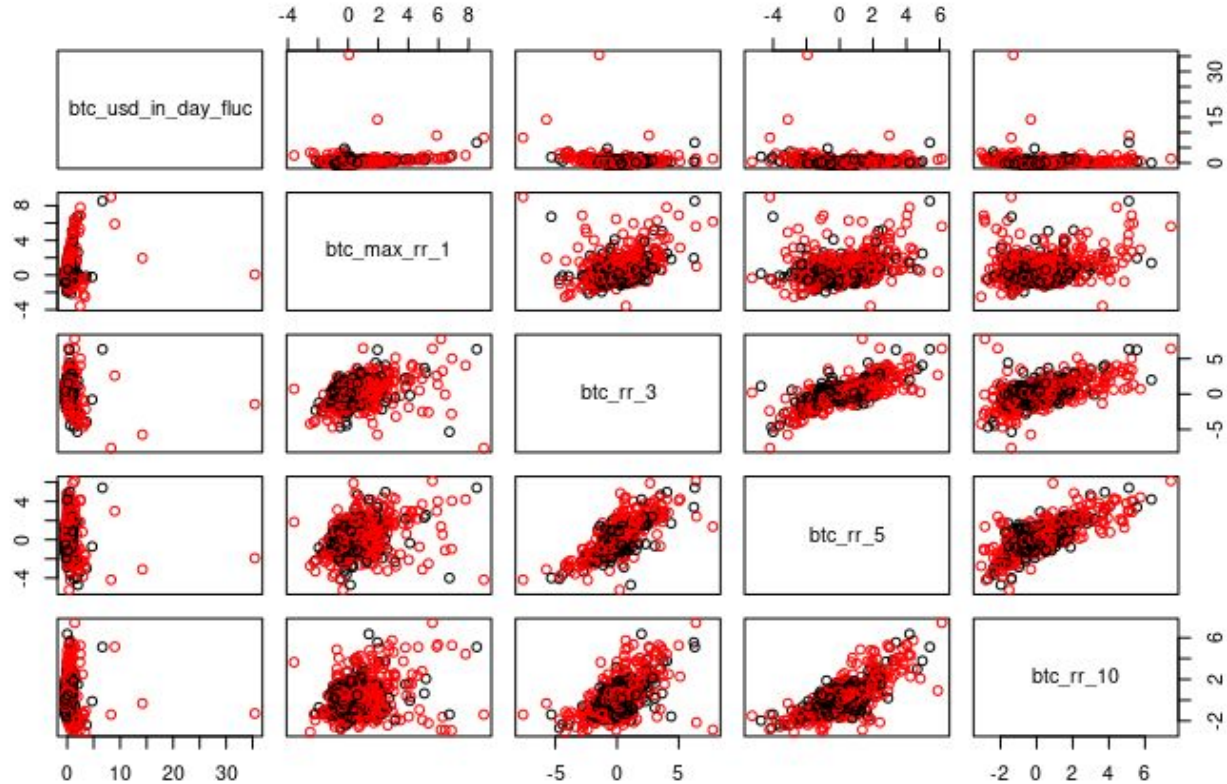 -4 0 2 4 6 8 -4 0 2 4 6
btc_usd_in_day_fluc 0 15 30
-4 0 4 8 btc_max_rr_1
btc_rr_3 -5 0 5
-4 0 4 btc_rr_5
btc_rr_10 -2 2 6
0 10 20 30 -5 0 5 -2 0 2 4 6